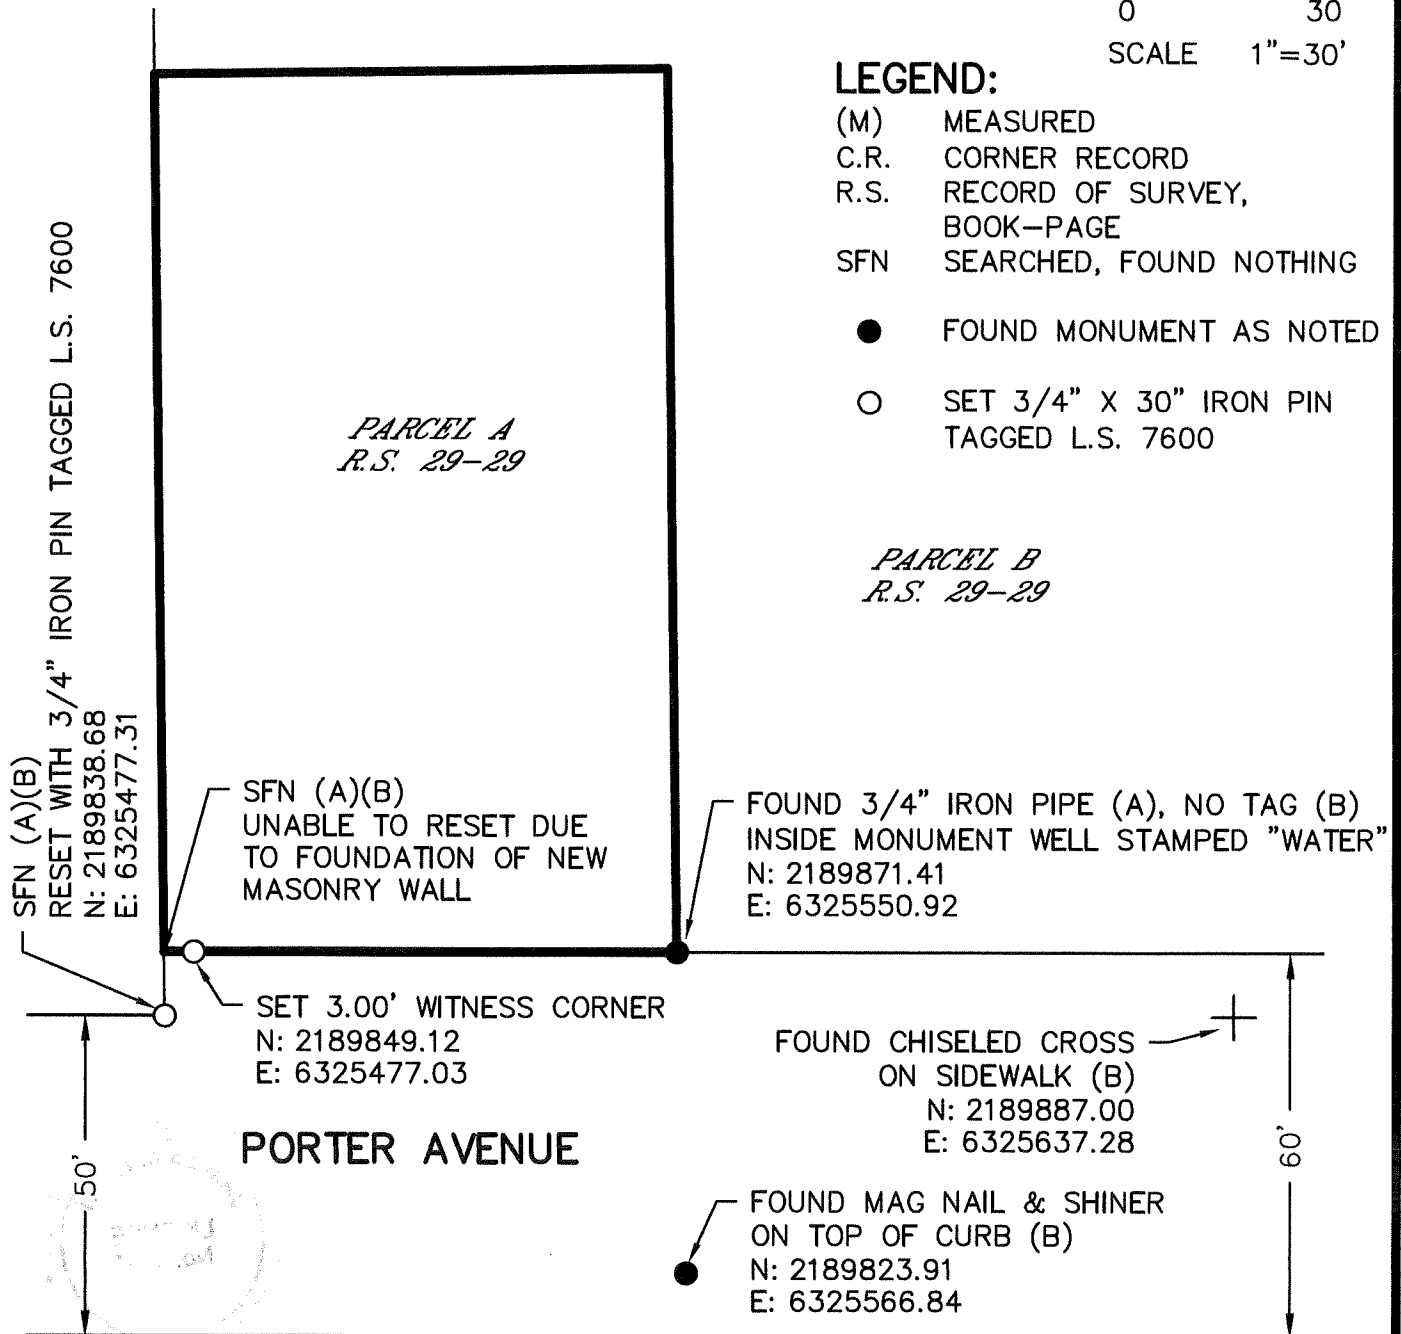 0 30
SCALE 1"=30'
LEGEND:
(M) MEASURED
C.R. CORNER RECORD
R.S. RECORD OF SURVEY,
BOOK-PAGE
SFN SEARCHED, FOUND NOTHING
FOUND MONUMENT AS NOTED
SET 3/4" X 30" IRON PIN
TAGGED L.S. 7600
PARCEL A
R.S. 29-29
PARCEL B
R.S. 29-29
SFN (A)(B)
RESET WITH 3/4" IRON PIN TAGGED L.S. 7600
N: 2189838.68
E: 6325477.31
SFN (A)(B)
UNABLE TO RESET DUE
TO FOUNDATION OF NEW
MASONRY WALL
FOUND 3/4" IRON PIPE (A), NO TAG (B)
INSIDE MONUMENT WELL STAMPED "WATER"
N: 2189871.41
E: 6325550.92
SET 3.00' WITNESS CORNER
N: 2189849.12
E: 6325477.03
FOUND CHISELED CROSS
ON SIDEWALK (B)
N: 2189887.00
E: 6325637.28
PORTER AVENUE
50'
60'
FOUND MAG NAIL & SHINER
ON TOP OF CURB (B)
N: 2189823.91
E: 6325566.84